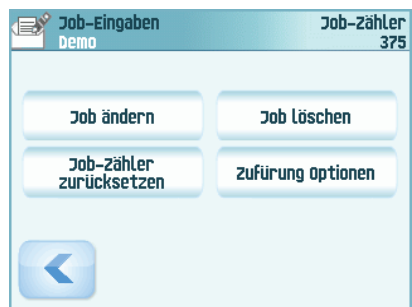 Job-Eingaben
Demo
Job-Zähler
375
Job ändern
Job löschen
Job-Zähler
zurücksetzen
Zufürung Optionen